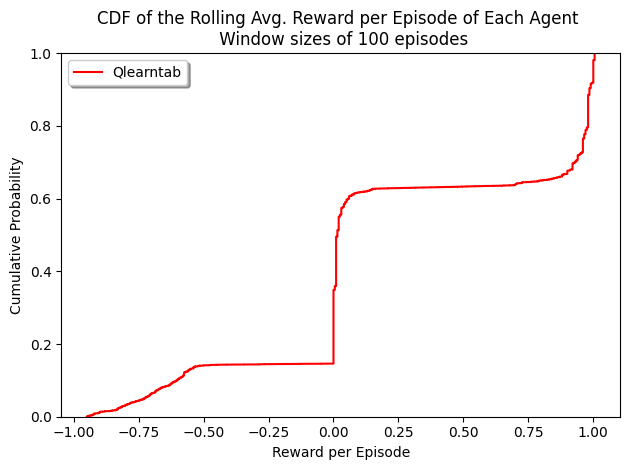 CDF of the Rolling Avg. Reward per Episode of Each Agent
Window sizes of 100 episodes
Qlearntab
Cumulative Probability
1.0
0.8
0.6
0.4
0.2
0.0
−1.00 −0.75 −0.50 −0.25 0.00 0.25 0.50 0.75 1.00
Reward per Episode